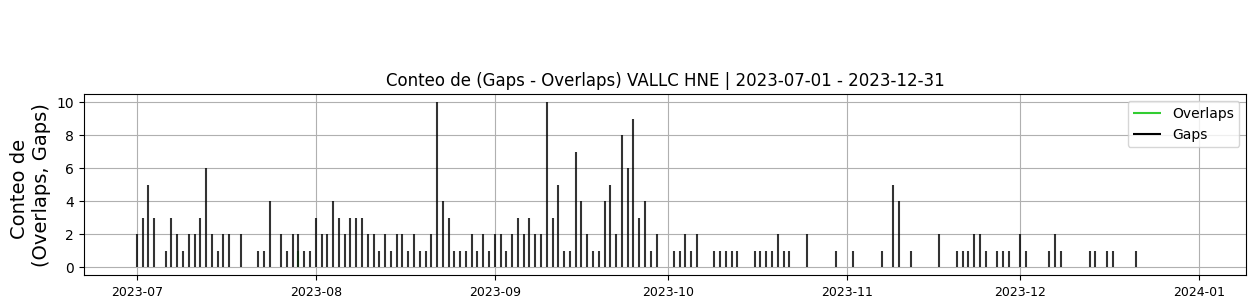 Conteo de (Gaps - Overlaps) VALLC HNE | 2023-07-01 - 2023-12-31
Conteo de
(Overlaps, Gaps)
10
8
6
4
2
0
Overlaps
Gaps
2023-07
2023-08
2023-09
2023-10
2023-11
2023-12
2024-01